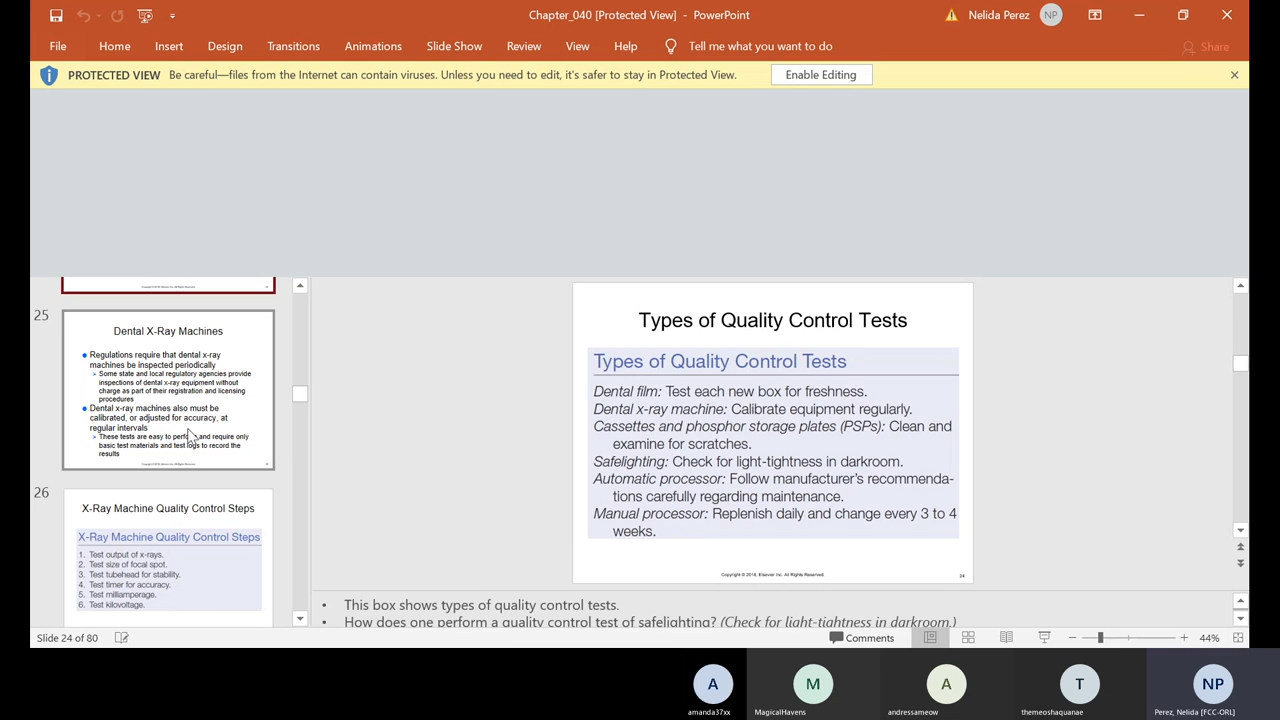 Chapter_040 [Protected View] - PowerPoint
Nelida Perez
NP
File Home Insert Design Transitions Animations Slide Show Review View Help Tell me what you want to do Share
PROTECTED VIEW Be careful—files from the Internet can contain viruses. Unless you need to edit, it's safer to stay in Protected View. Enable Editing
25
Dental X-Ray Machines
Regulations require that dental x-ray
machines be inspected periodically
Some state and local regulatory agencies provide
inspections of dental x-ray equipment without
charge as part of their registration and licensing
procedures
Dental x-ray machines also must be
calibrated, or adjusted for accuracy, at
regular intervals
These tests are easy to perform and require only
basic test materials and test logs to record the
results
26
X-Ray Machine Quality Control Steps
X-Ray Machine Quality Control Steps
1. Test output of x-rays.
2. Test size of focal spot.
3. Test tubehead for stability.
4. Test timer for accuracy.
5. Test milliamperage.
6. Test kilovoltage.
Types of Quality Control Tests
Types of Quality Control Tests
Dental film: Test each new box for freshness.
Dental x-ray machine: Calibrate equipment regularly.
Cassettes and phosphor storage plates (PSPs): Clean and
examine for scratches.
Safelighting: Check for light-tightness in darkroom.
Automatic processor: Follow manufacturer's recommenda-
tions carefully regarding maintenance.
Manual processor: Replenish daily and change every 3 to 4
weeks.
Copyright © 2018, Elsevier Inc. All Rights Reserved.
24
• This box shows types of quality control tests.
• How does one perform a quality control test of safelighting? (Check for light-tightness in darkroom.)
Slide 24 of 80
Comments
44%
A
M
A
T
NP
amanda37xx
MagicalHavens
andressameow
themeoshaquanae
Perez, Nelida [FCC-ORL]